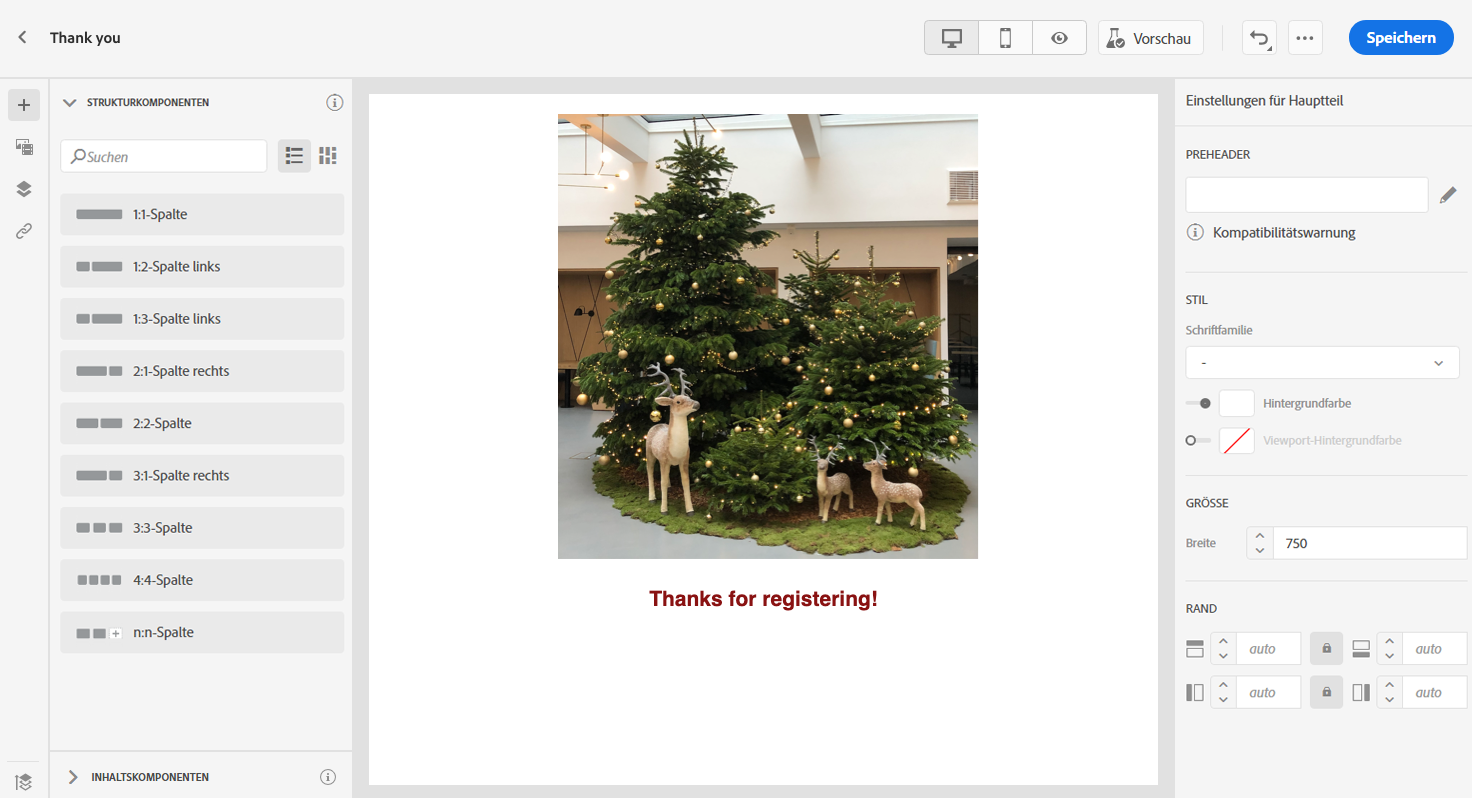 Thank you
Vorschau
Speichern
STRUKTURKOMPONENTEN
Suchen
1:1-Spalte
1:2-Spalte links
1:3-Spalte links
2:1-Spalte rechts
2:2-Spalte
3:1-Spalte rechts
3:3-Spalte
4:4-Spalte
n:n-Spalte
INHALTSKOMPONENTEN
Thanks for registering!
Einstellungen für Hauptteil
PREHEADER
Kompatibilitätswarnung
STIL
Schriftfamilie
-
Hintergrundfarbe
Viewport-Hintergrundfarbe
GRÖSSE
Breite 750
RAND
auto auto
auto auto